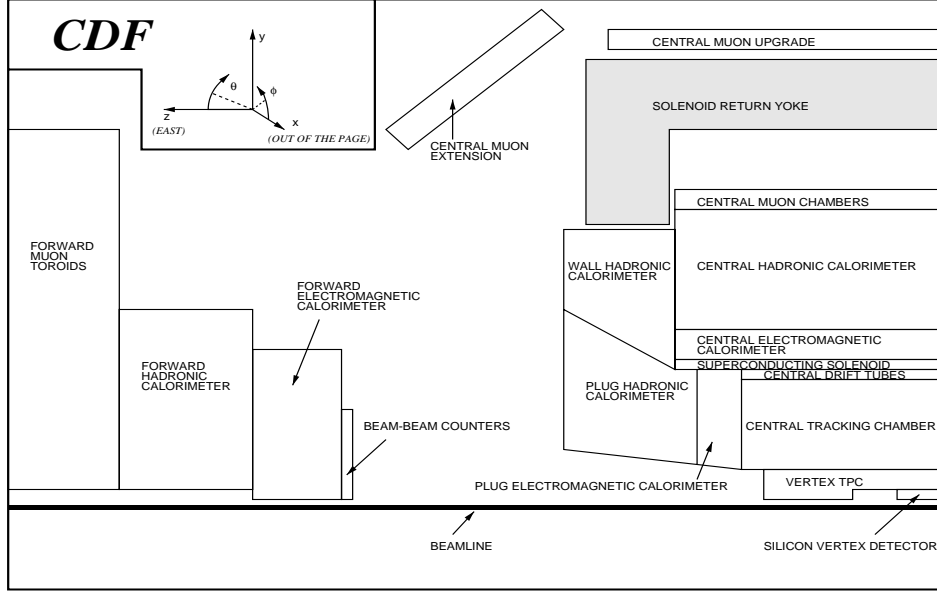 CDF
y
θ
φ
z
(EAST)
x
(OUT OF THE PAGE)
CENTRAL MUON
EXTENSION
CENTRAL MUON UPGRADE
SOLENOID RETURN YOKE
CENTRAL MUON CHAMBERS
FORWARD
MUON
TOROIDS
WALL HADRONIC
CALORIMETER
CENTRAL HADRONIC CALORIMETER
FORWARD
ELECTROMAGNETIC
CALORIMETER
CENTRAL ELECTROMAGNETIC
CALORIMETER
SUPERCONDUCTING SOLENOID
CENTRAL DRIFT TUBES
FORWARD
HADRONIC
CALORIMETER
PLUG HADRONIC
CALORIMETER
BEAM-BEAM COUNTERS
CENTRAL TRACKING CHAMBER
PLUG ELECTROMAGNETIC CALORIMETER
VERTEX TPC
BEAMLINE
SILICON VERTEX DETECTOR